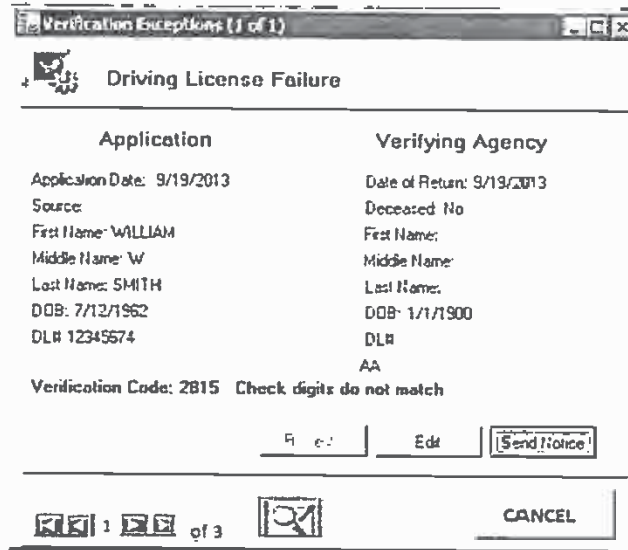 Verification Exceptions (1 of 1)
Driving License Failure
Application
Verifying Agency
Application Date: 9/19/2013
Date of Return: 9/19/2013
Source:
Deceased: No
First Name: WILLIAM
First Name:
Middle Name: W
Middle Name:
Last Name: SMITH
Last Name:
DOB: 7/12/1962
DOB: 1/1/1900
DL# 12345674
DL#
AA
Verification Code: 2815 Check digits do not match
Edit Send Notice
1 of 3
CANCEL